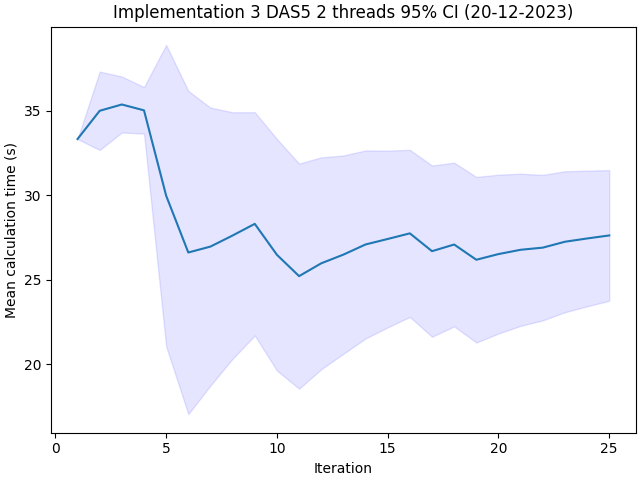 Implementation 3 DAS5 2 threads 95% CI (20-12-2023)
Mean calculation time (s)
35
30
25
20
0 5 10 15 20 25
Iteration